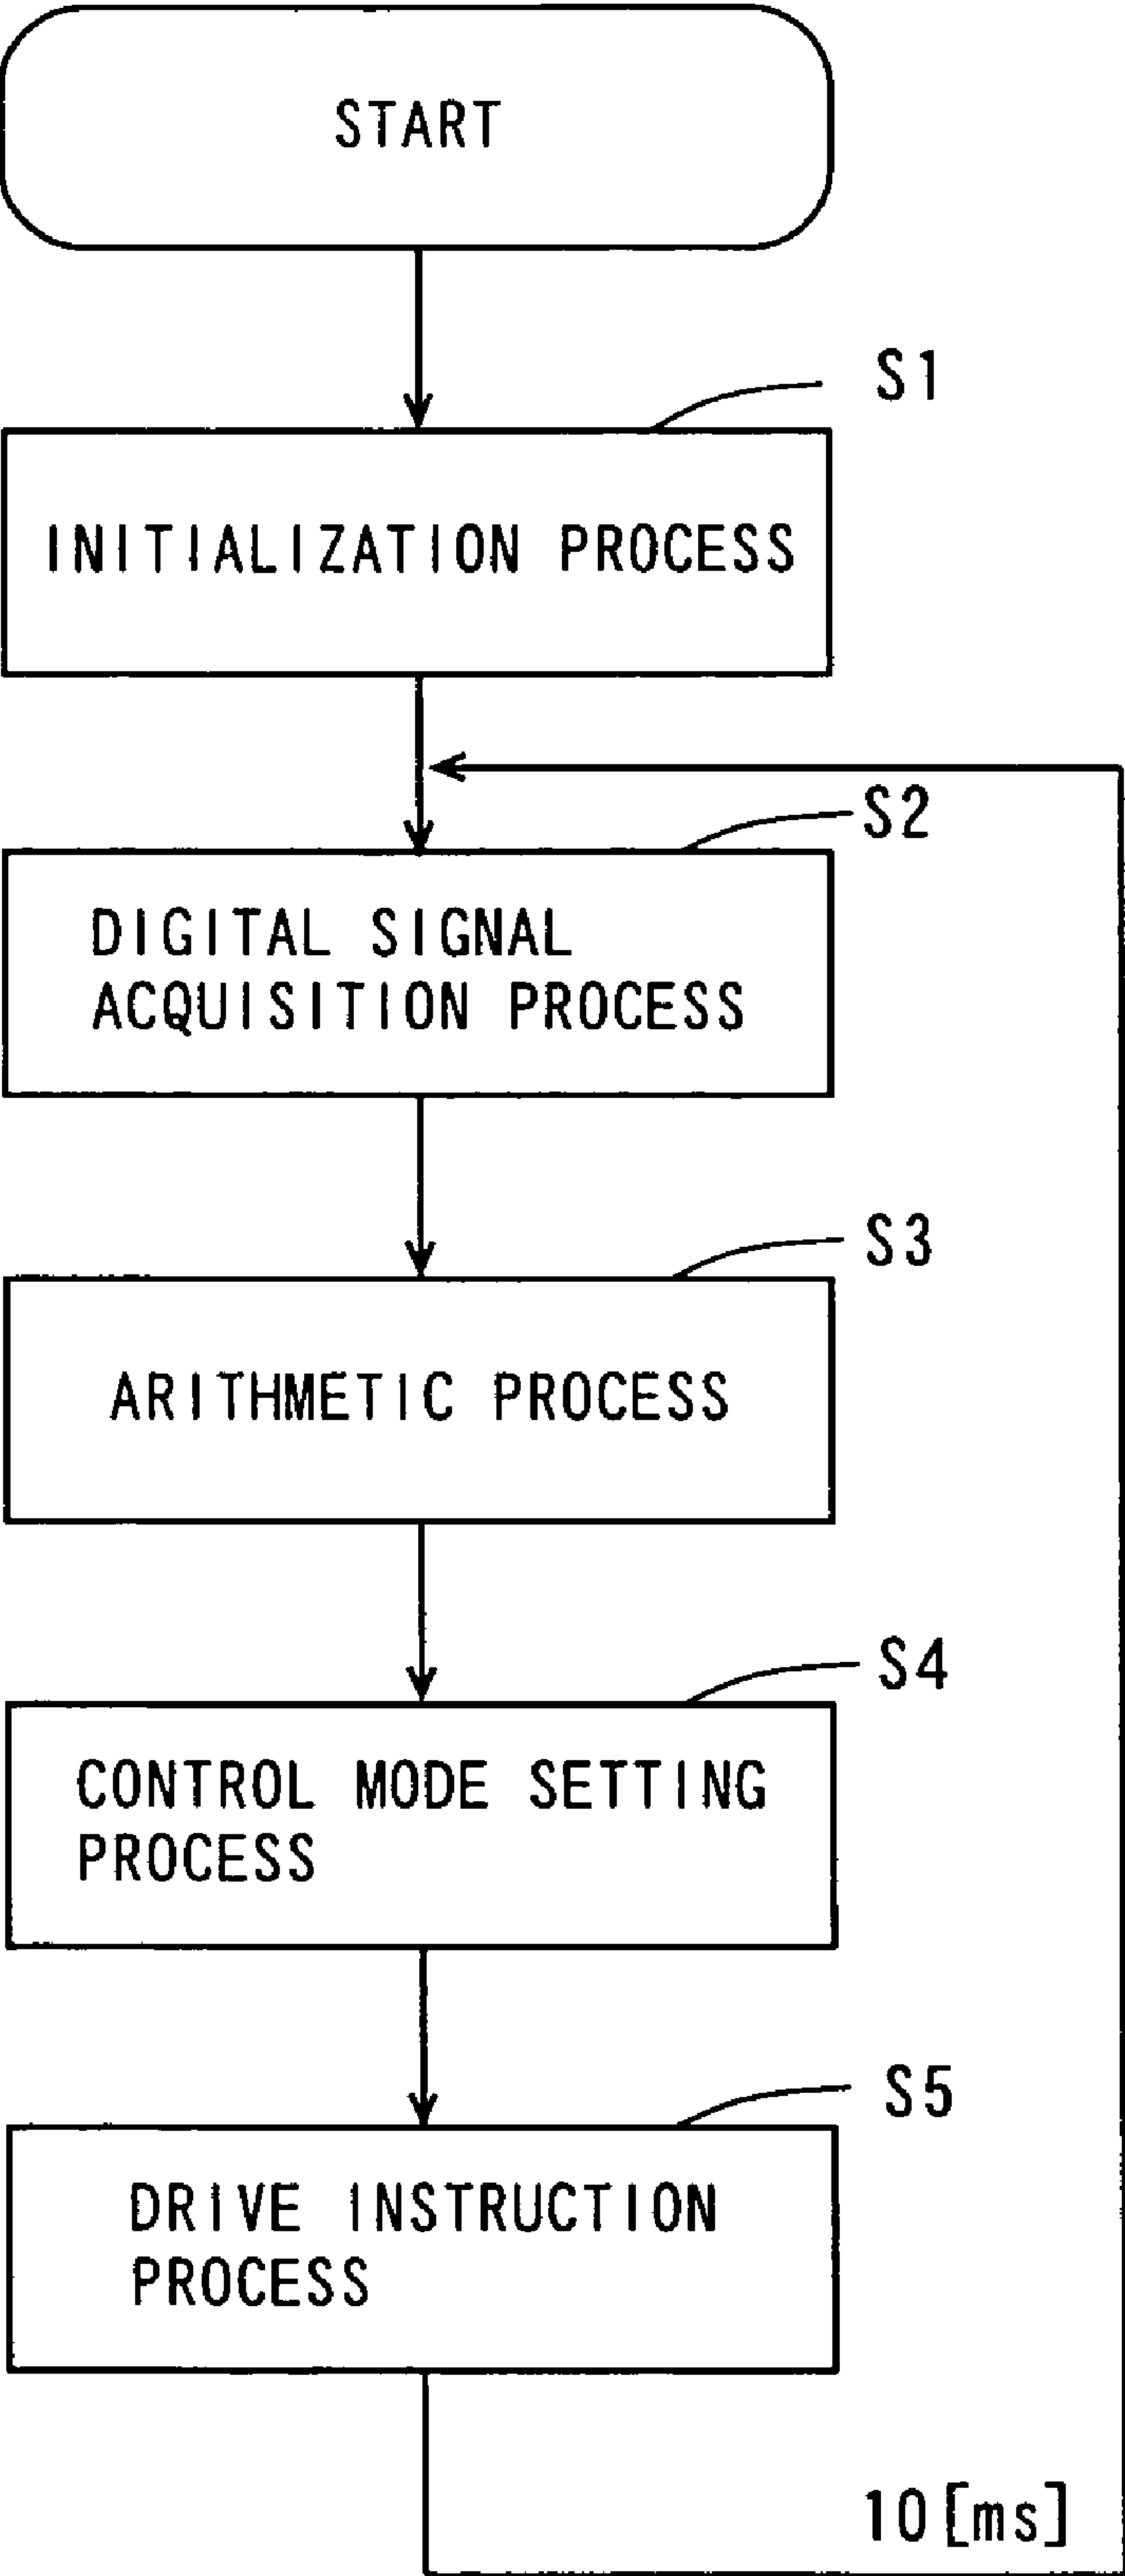 START
S1
INITIALIZATION PROCESS
S2
DIGITAL SIGNAL
ACQUISITION PROCESS
S3
ARITHMETIC PROCESS
S4
CONTROL MODE SETTING
PROCESS
S5
DRIVE INSTRUCTION
PROCESS
10[ms]